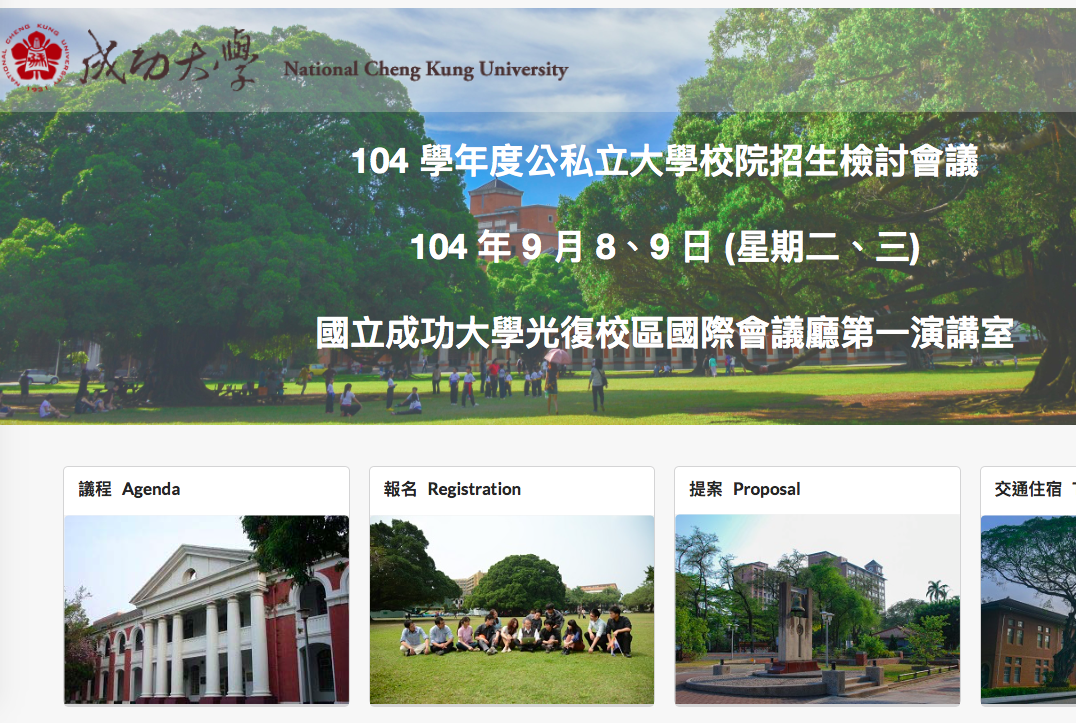 NATIONAL CHENG KUNG UNIVERSITY
1931
成功大學
National Cheng Kung University
104 學年度公私立大學校院招生檢討會議
104 年 9 月 8、9 日 (星期二、三)
國立成功大學光復校區國際會議廳第一演講室
議程 Agenda
報名 Registration
提案 Proposal
交通住宿